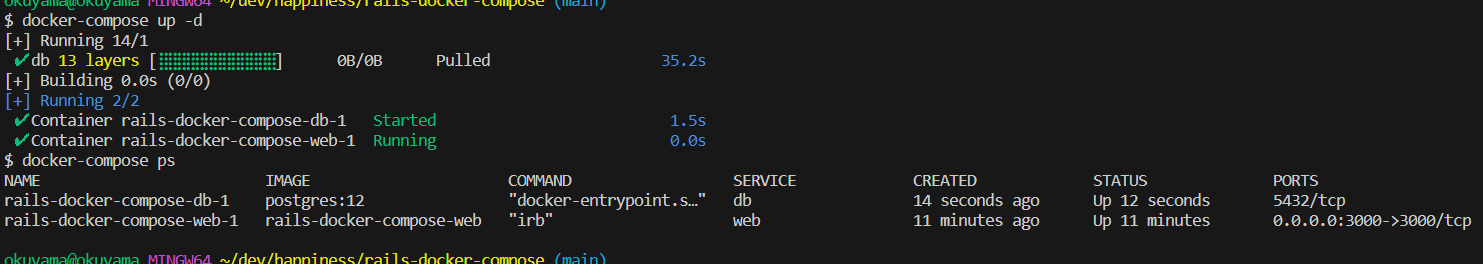 okuyama@okuyama MINGW64 ~/dev/happiness/rails-docker-compose (main)
$ docker-compose up -d
[+] Running 14/1
✔db 13 layers [⣿⣿⣿⣿⣿⣿⣿⣿⣿⣿⣿⣿⣿] 0B/0B Pulled 35.2s
[+] Building 0.0s (0/0)
[+] Running 2/2
✔Container rails-docker-compose-db-1 Started 1.5s
✔Container rails-docker-compose-web-1 Running 0.0s
$ docker-compose ps
NAME IMAGE COMMAND SERVICE CREATED STATUS PORTS
rails-docker-compose-db-1 postgres:12 "docker-entrypoint.s…" db 14 seconds ago Up 12 seconds 5432/tcp
rails-docker-compose-web-1 rails-docker-compose-web "irb" web 11 minutes ago Up 11 minutes 0.0.0.0:3000->3000/tcp
okuyama@okuyama MINGW64 ~/dev/happiness/rails-docker-compose (main)